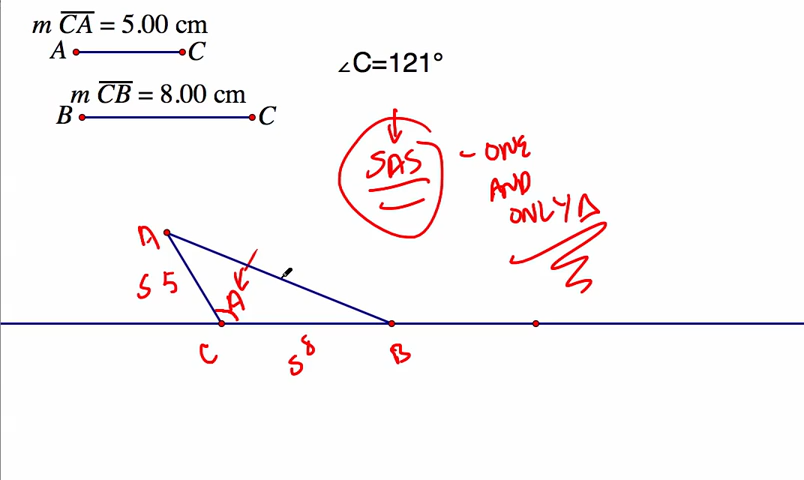 m CA = 5.00 cm
A C
m CB = 8.00 cm
B C
∠C=121°
SAS
- ONE
AND
ONLY Δ
A
S 5
A
C
S 8
B